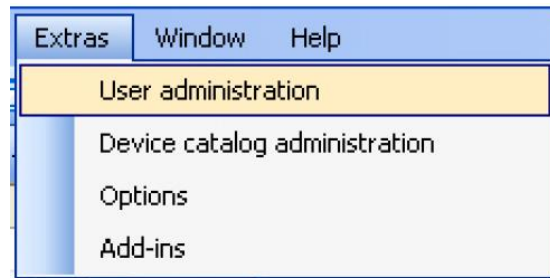 Extras Window Help
User administration
Device catalog administration
Options
Add-ins